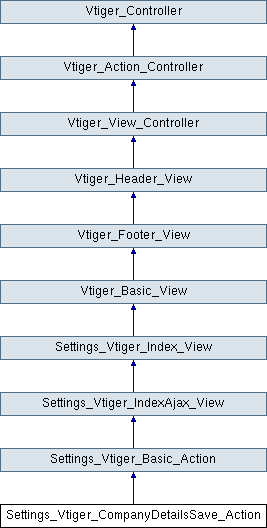 Vtiger_Controller
Vtiger_Action_Controller
Vtiger_View_Controller
Vtiger_Header_View
Vtiger_Footer_View
Vtiger_Basic_View
Settings_Vtiger_Index_View
Settings_Vtiger_IndexAjax_View
Settings_Vtiger_Basic_Action
Settings_Vtiger_CompanyDetailsSave_Action